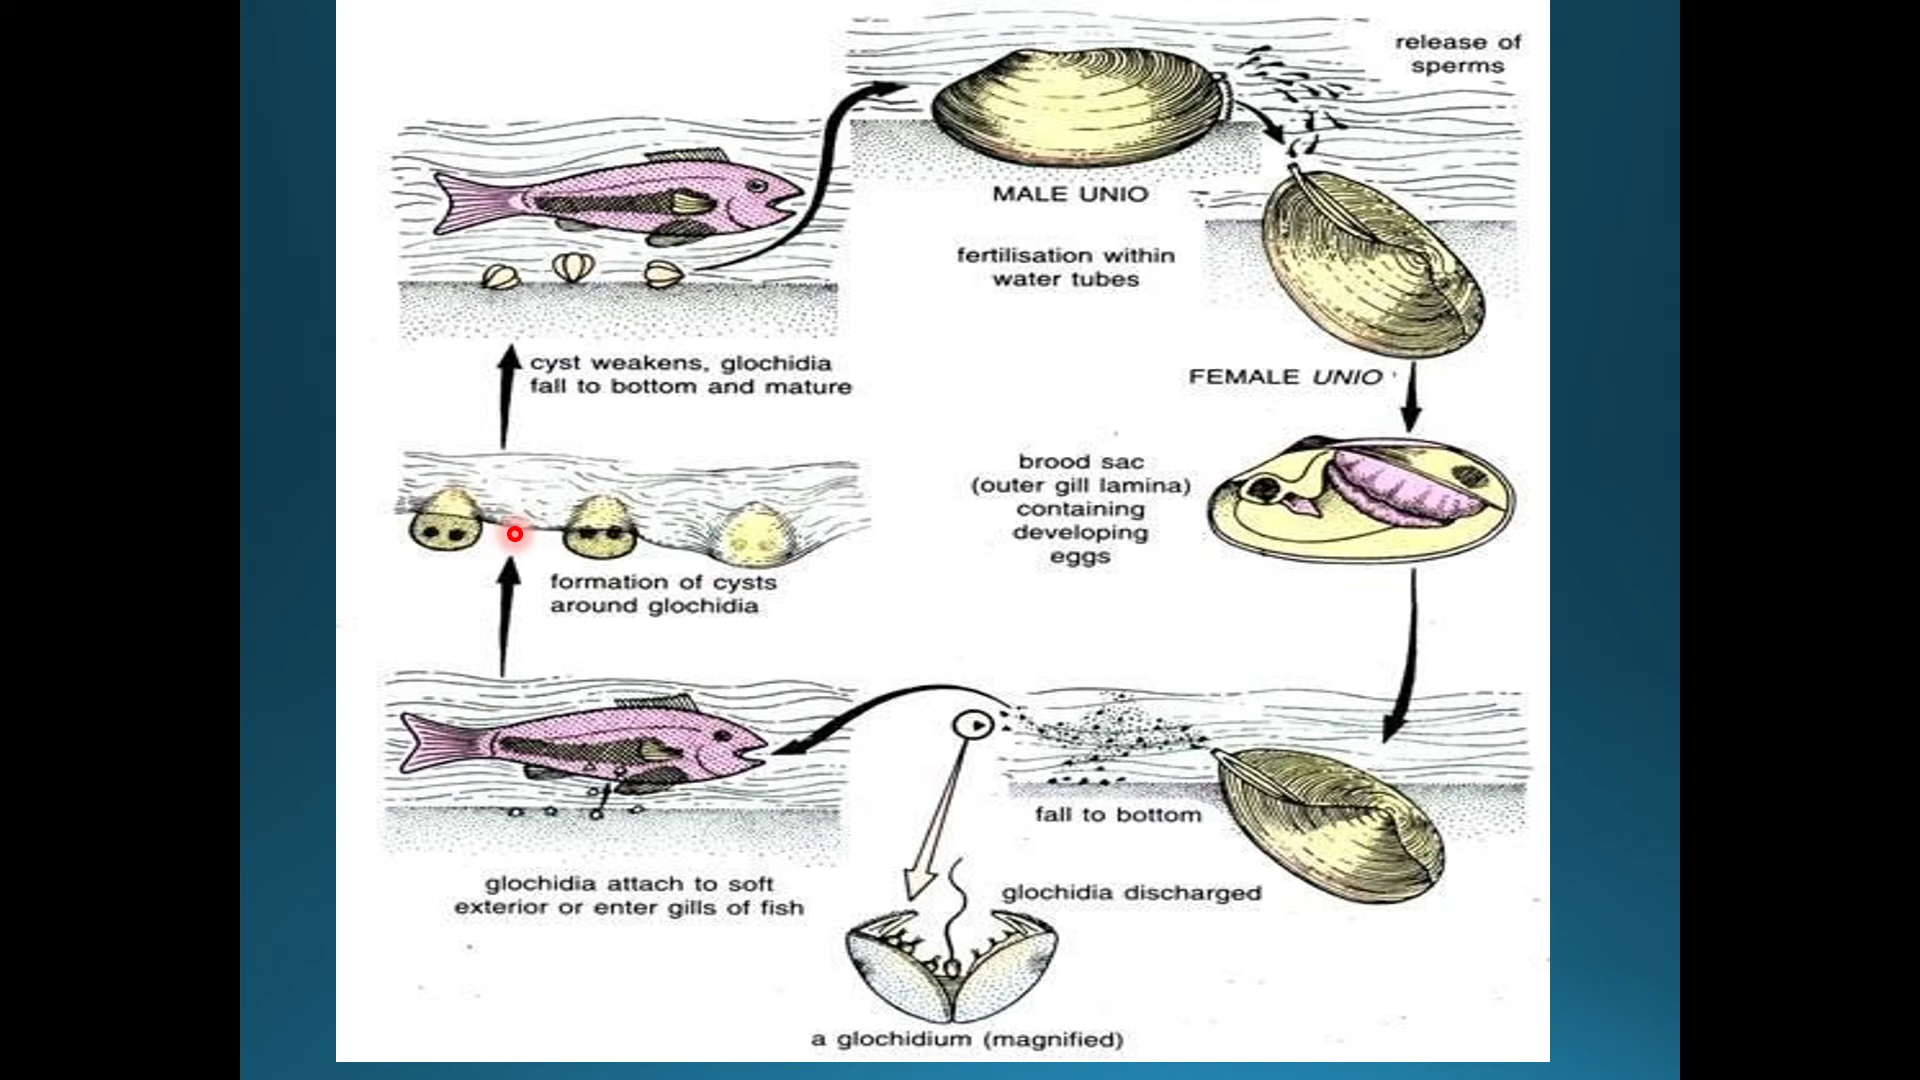 release of
sperms
MALE UNIO
fertilisation within
water tubes
FEMALE UNIO
cyst weakens, glochidia
fall to bottom and mature
brood sac
(outer gill lamina)
containing
developing
eggs
formation of cysts
around glochidia
fall to bottom
glochidia attach to soft
exterior or enter gills of fish
glochidia discharged
a glochidium (magnified)